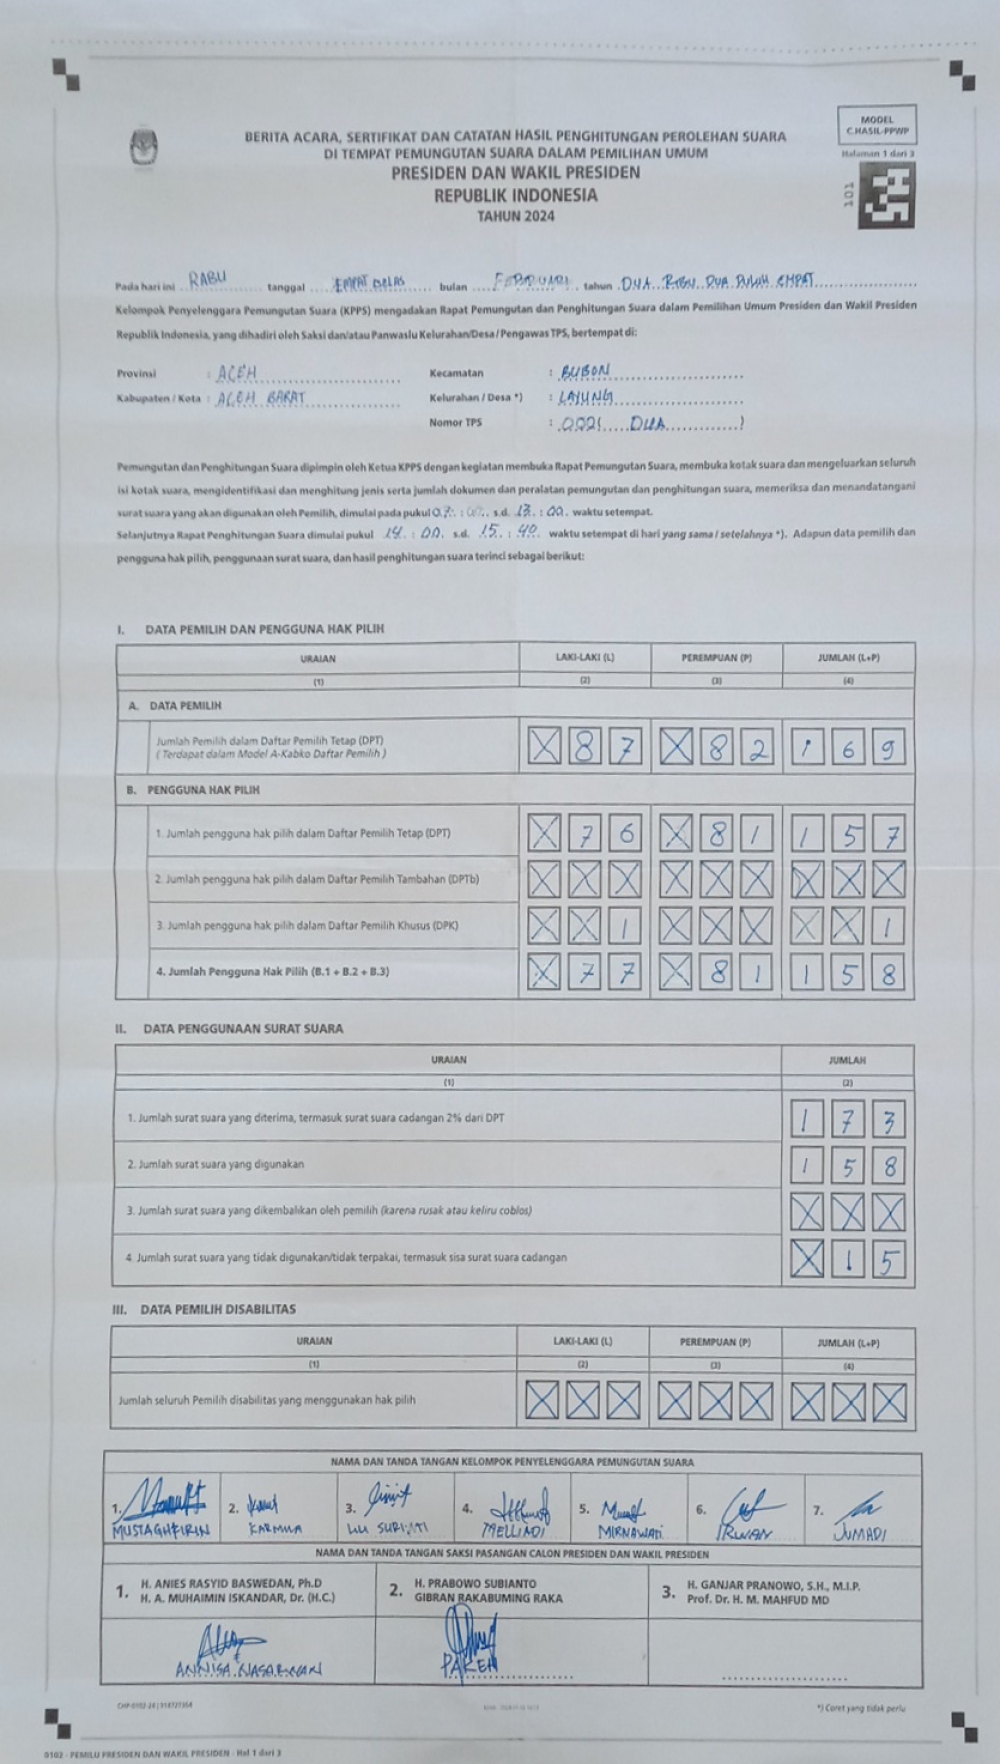 MODEL
C.HASIL-PPWP
Halaman 1 dari 3
101
BERITA ACARA, SERTIFIKAT DAN CATATAN HASIL PENGHITUNGAN PEROLEHAN SUARA
DI TEMPAT PEMUNGUTAN SUARA DALAM PEMILIHAN UMUM
PRESIDEN DAN WAKIL PRESIDEN
REPUBLIK INDONESIA
TAHUN 2024
Pada hari ini RABU tanggal EMPAT BELAS bulan FEBRUARI tahun DUA RIBU DUA PULUH EMPAT
Kelompok Penyelenggara Pemungutan Suara (KPPS) mengadakan Rapat Pemungutan dan Penghitungan Suara dalam Pemilihan Umum Presiden dan Wakil Presiden
Republik Indonesia, yang dihadiri oleh Saksi dan/atau Panwaslu Kelurahan/Desa/Pengawas TPS, bertempat di:
Provinsi : ACEH Kecamatan : BUBON
Kabupaten / Kota : ACEH BARAT Kelurahan / Desa *) : LAYUNG
Nomor TPS : 002 ( DUA )
Pemungutan dan Penghitungan Suara dipimpin oleh Ketua KPPS dengan kegiatan membuka Rapat Pemungutan Suara, membuka kotak suara dan mengeluarkan seluruh
isi kotak suara, mengidentifikasi dan menghitung jenis serta jumlah dokumen dan peralatan pemungutan dan penghitungan suara, memeriksa dan menandatangani
surat suara yang akan digunakan oleh Pemilih, dimulai pada pukul 07 : 00 s.d. 13 : 00 waktu setempat.
Selanjutnya Rapat Penghitungan Suara dimulai pukul 14 : 00 s.d. 15 : 40 waktu setempat di hari yang sama / setelahnya *). Adapun data pemilih dan
pengguna hak pilih, penggunaan surat suara, dan hasil penghitungan suara terinci sebagai berikut:
I. DATA PEMILIH DAN PENGGUNA HAK PILIH
URAIAN LAKI-LAKI (L) PEREMPUAN (P) JUMLAH (L+P)
(1) (2) (3) (4)
A. DATA PEMILIH
Jumlah Pemilih dalam Daftar Pemilih Tetap (DPT) X 8 7 X 8 2 1 6 9
( Terdapat dalam Model A-Kabko Daftar Pemilih )
B. PENGGUNA HAK PILIH
1. Jumlah pengguna hak pilih dalam Daftar Pemilih Tetap (DPT) X 7 6 X 8 1 1 5 7
2. Jumlah pengguna hak pilih dalam Daftar Pemilih Tambahan (DPTb) X X X X X X X X X
3. Jumlah pengguna hak pilih dalam Daftar Pemilih Khusus (DPK) X X 1 X X X X X 1
4. Jumlah Pengguna Hak Pilih (B.1 + B.2 + B.3) X 7 7 X 8 1 1 5 8
II. DATA PENGGUNAAN SURAT SUARA
URAIAN JUMLAH
(1) (2)
1. Jumlah surat suara yang diterima, termasuk surat suara cadangan 2% dari DPT 1 7 3
2. Jumlah surat suara yang digunakan 1 5 8
3. Jumlah surat suara yang dikembalikan oleh pemilih (karena rusak atau keliru coblos) X X X
4. Jumlah surat suara yang tidak digunakan/tidak terpakai, termasuk sisa surat suara cadangan X 1 5
III. DATA PEMILIH DISABILITAS
URAIAN LAKI-LAKI (L) PEREMPUAN (P) JUMLAH (L+P)
(1) (2) (3) (4)
Jumlah seluruh Pemilih disabilitas yang menggunakan hak pilih X X X X X X X X X
NAMA DAN TANDA TANGAN KELOMPOK PENYELENGGARA PEMUNGUTAN SUARA
1. 2. 3. 4. 5. 6. 7.
MUSTAGHFIRIN KARMILA MIRNAWATI IRWAN JUMADI
NAMA DAN TANDA TANGAN SAKSI PASANGAN CALON PRESIDEN DAN WAKIL PRESIDEN
1. H. ANIES RASYID BASWEDAN, Ph.D
H. A. MUHAIMIN ISKANDAR, Dr. (H.C.)
2. H. PRABOWO SUBIANTO
GIBRAN RAKABUMING RAKA
3. H. GANJAR PRANOWO, S.H., M.I.P.
Prof. Dr. H. M. MAHFUD MD
ANNISA
*) Coret yang tidak perlu
0102 - PEMILU PRESIDEN DAN WAKIL PRESIDEN - Hal 1 dari 3